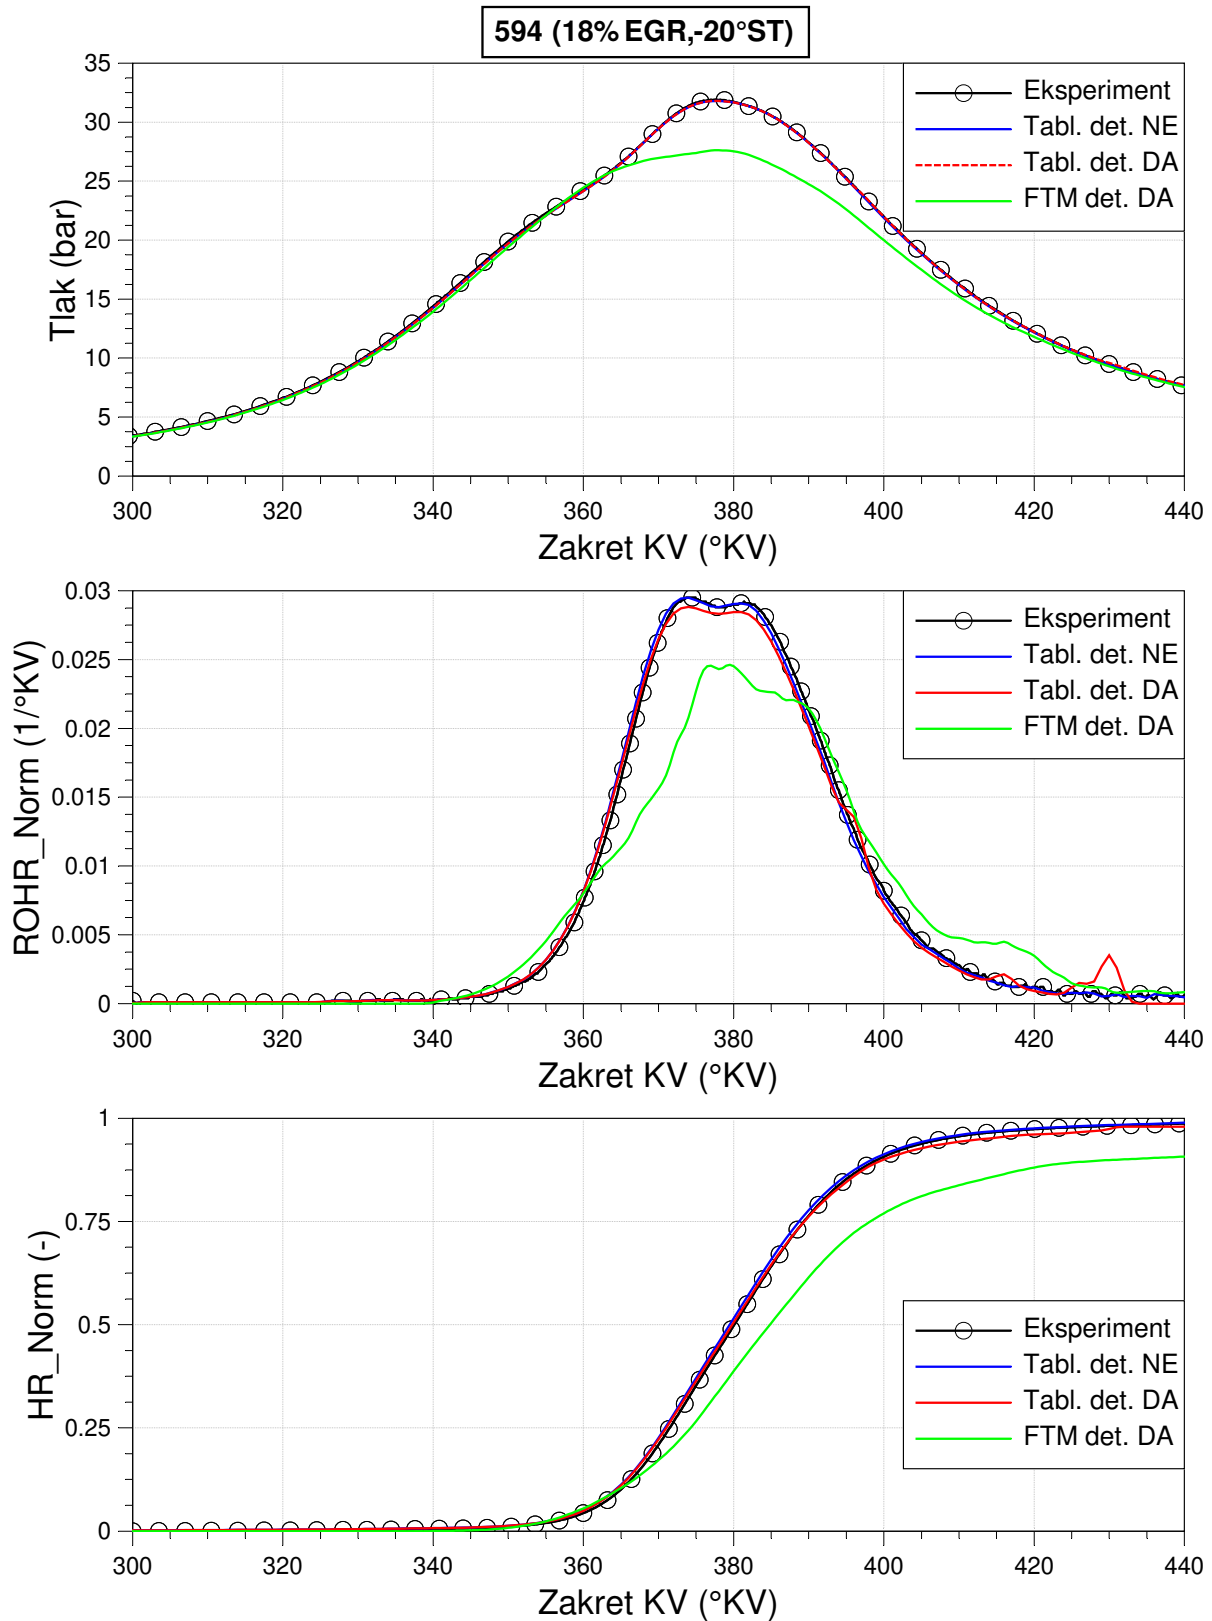 594 (18% EGR,-20°ST)
35
30
25
20
15
10
5
0
Tlak (bar)
Eksperiment
Tabl. det. NE
Tabl. det. DA
FTM det. DA
300 320 340 360 380 400 420 440
Zakret KV (°KV)
0.03
0.025
0.02
0.015
0.01
0.005
0
ROHR_Norm (1/°KV)
Eksperiment
Tabl. det. NE
Tabl. det. DA
FTM det. DA
300 320 340 360 380 400 420 440
Zakret KV (°KV)
1
0.75
0.5
0.25
0
HR_Norm (-)
Eksperiment
Tabl. det. NE
Tabl. det. DA
FTM det. DA
300 320 340 360 380 400 420 440
Zakret KV (°KV)